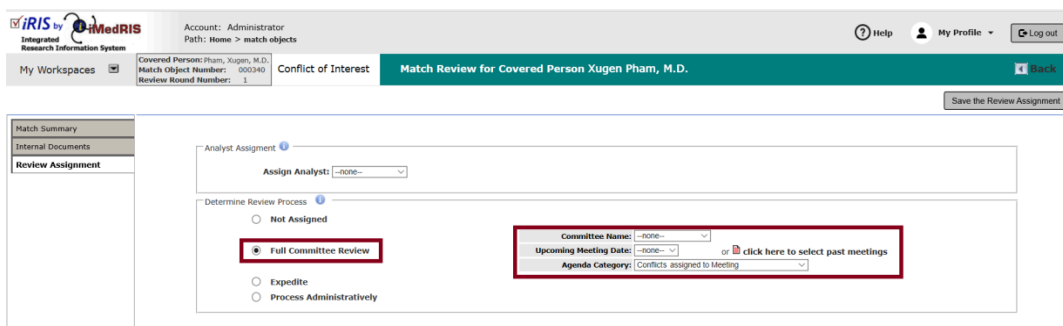 iRIS by iMedRIS
Integrated
Research Information System
Account: Administrator
Path: Home > match objects
Help
My Profile
Log out
My Workspaces
Covered Person: Pham, Xugen, M.D.
Match Object Number: 000340
Review Round Number: 1
Conflict of Interest
Match Review for Covered Person Xugen Pham, M.D.
Back
Save the Review Assignment
Match Summary
Internal Documents
Review Assignment
Analyst Assigment
Assign Analyst: --none--
Determine Review Process
Not Assigned
Full Committee Review
Committee Name: --none--
Upcoming Meeting Date: --none-- or click here to select past meetings
Agenda Category: Conflicts assigned to Meeting
Expedite
Process Administratively